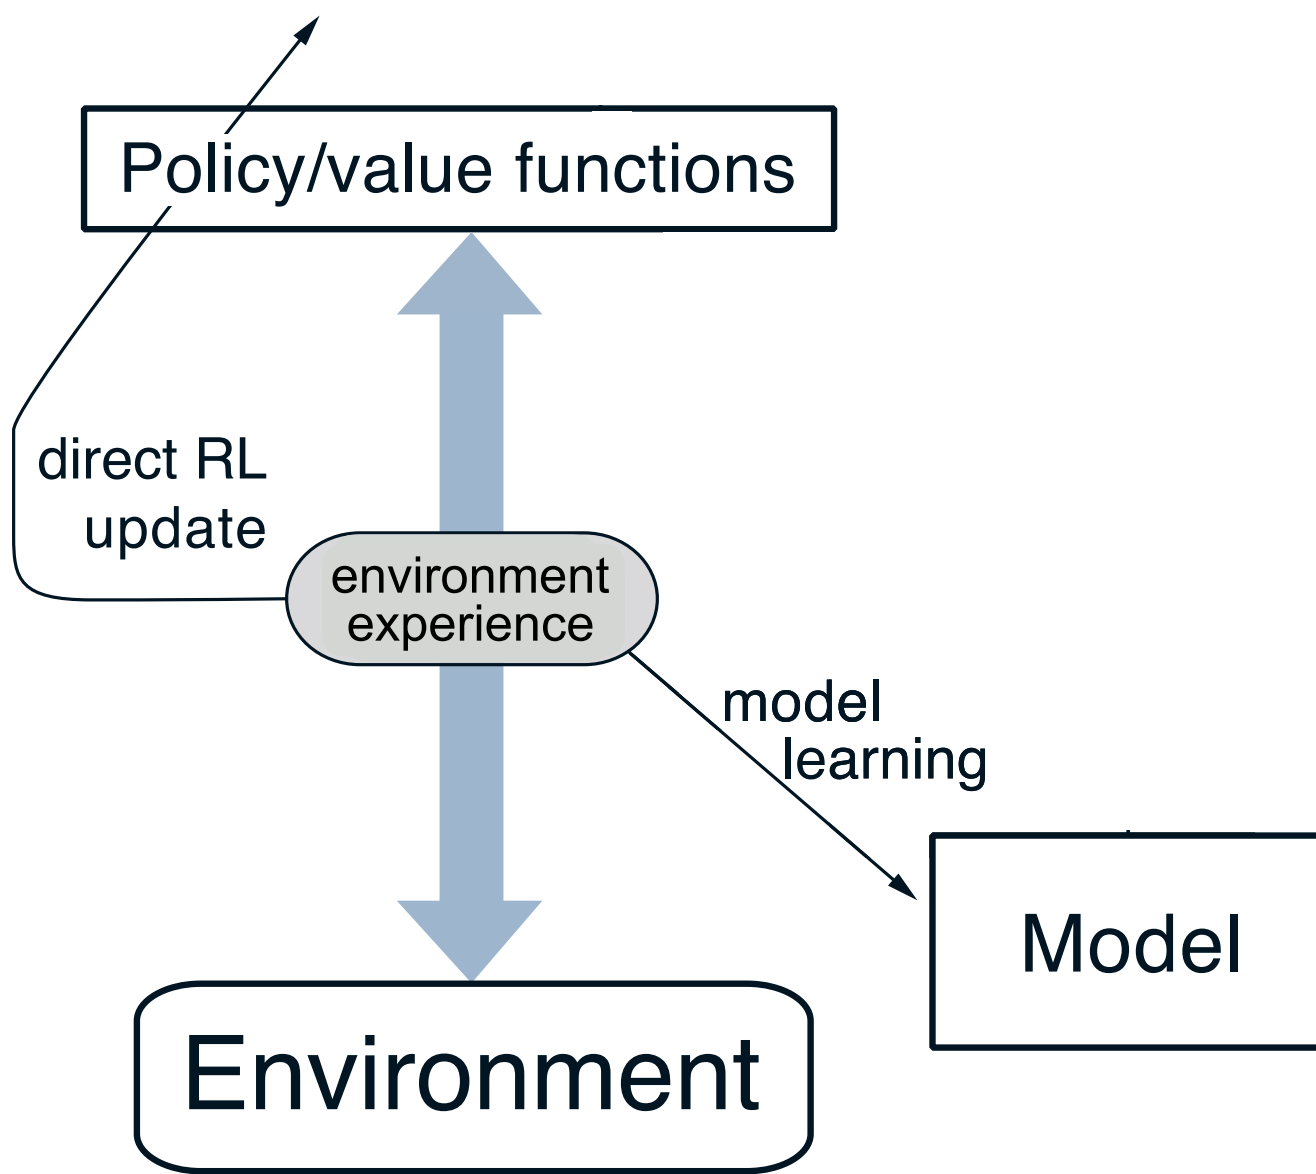 Policy/value functions
direct RL
update
environment
experience
model
learning
Model
Environment